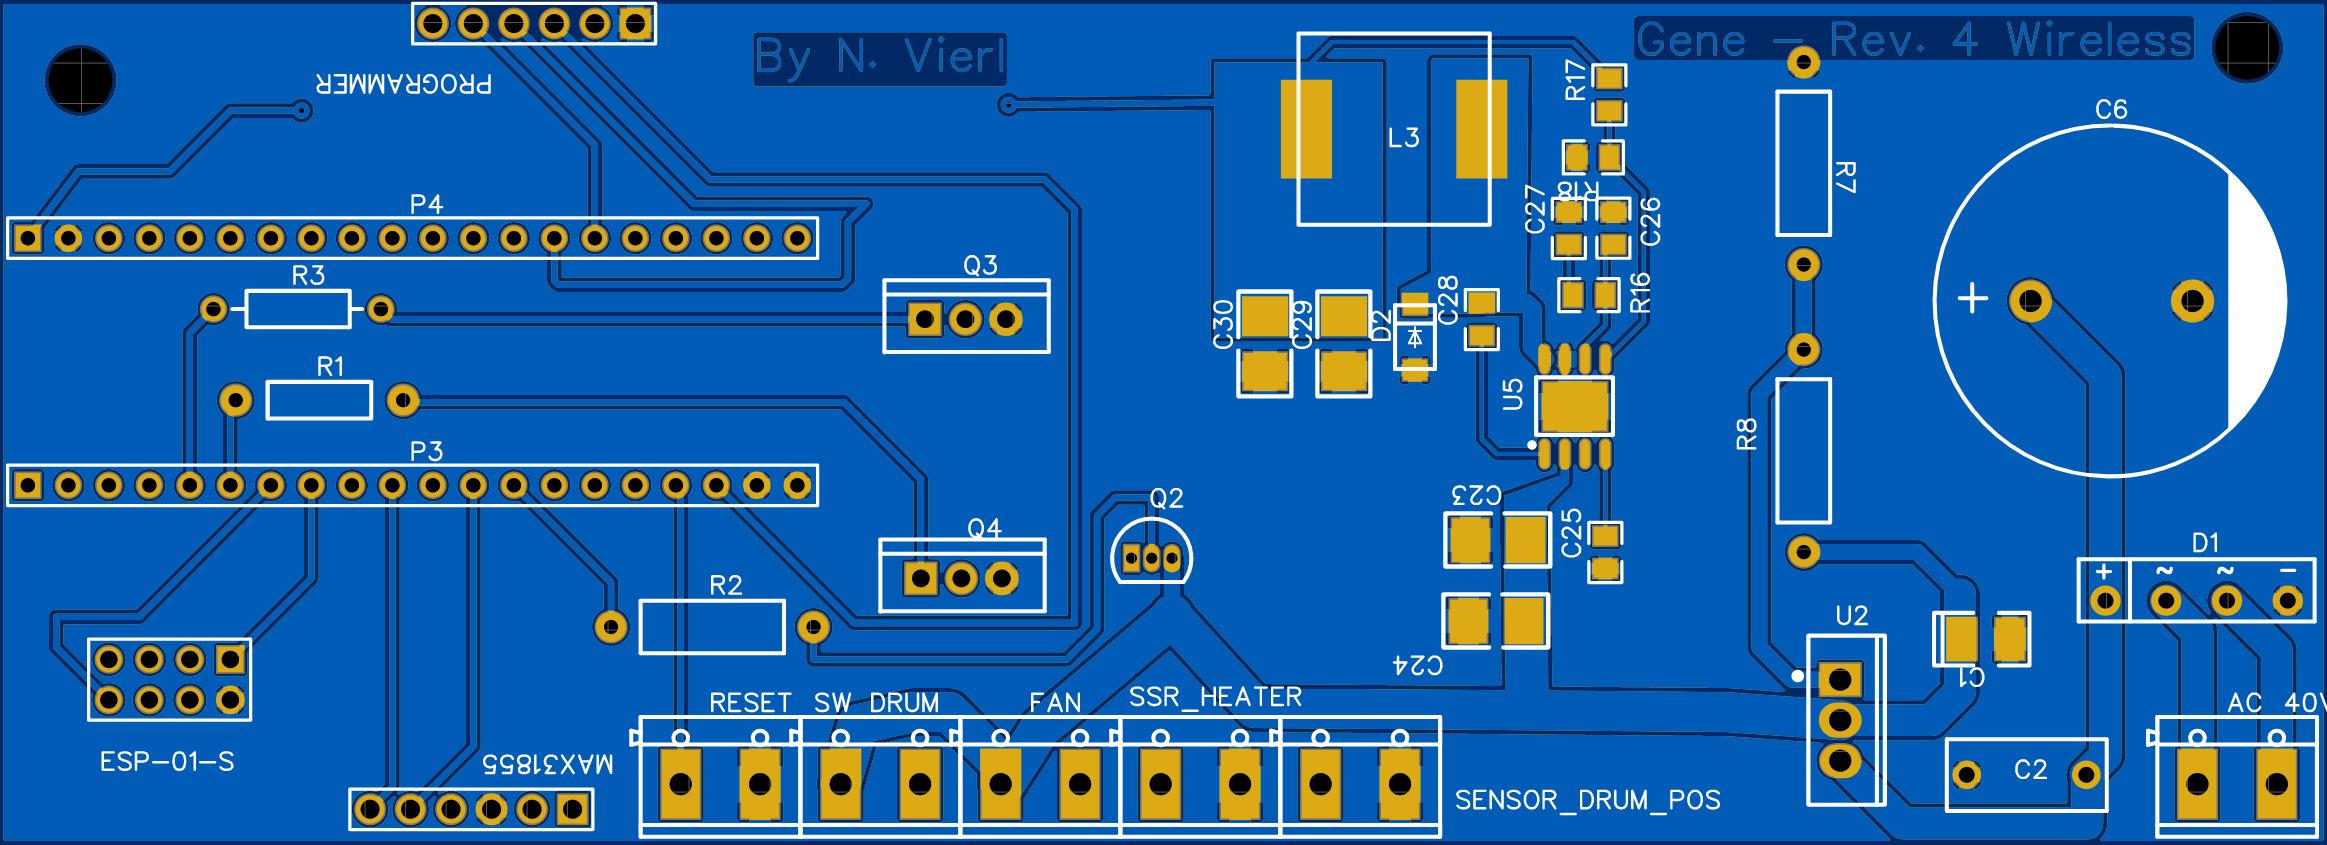 By N. Vierl
Gene - Rev. 4 Wireless
PROGRAMMER
R17
C6
L3
R7
R18
P4
C27
C26
Q3
R3
R16
+
C28
C30
C29
D2
R1
U5
R8
P3
C23
Q2
C25
Q4
D1
+ ~ ~ -
R2
U2
C24
C1
RESET SW DRUM FAN SSR_HEATER
AC 40V
ESP-01-S
MAX31855
C2
SENSOR_DRUM_POS